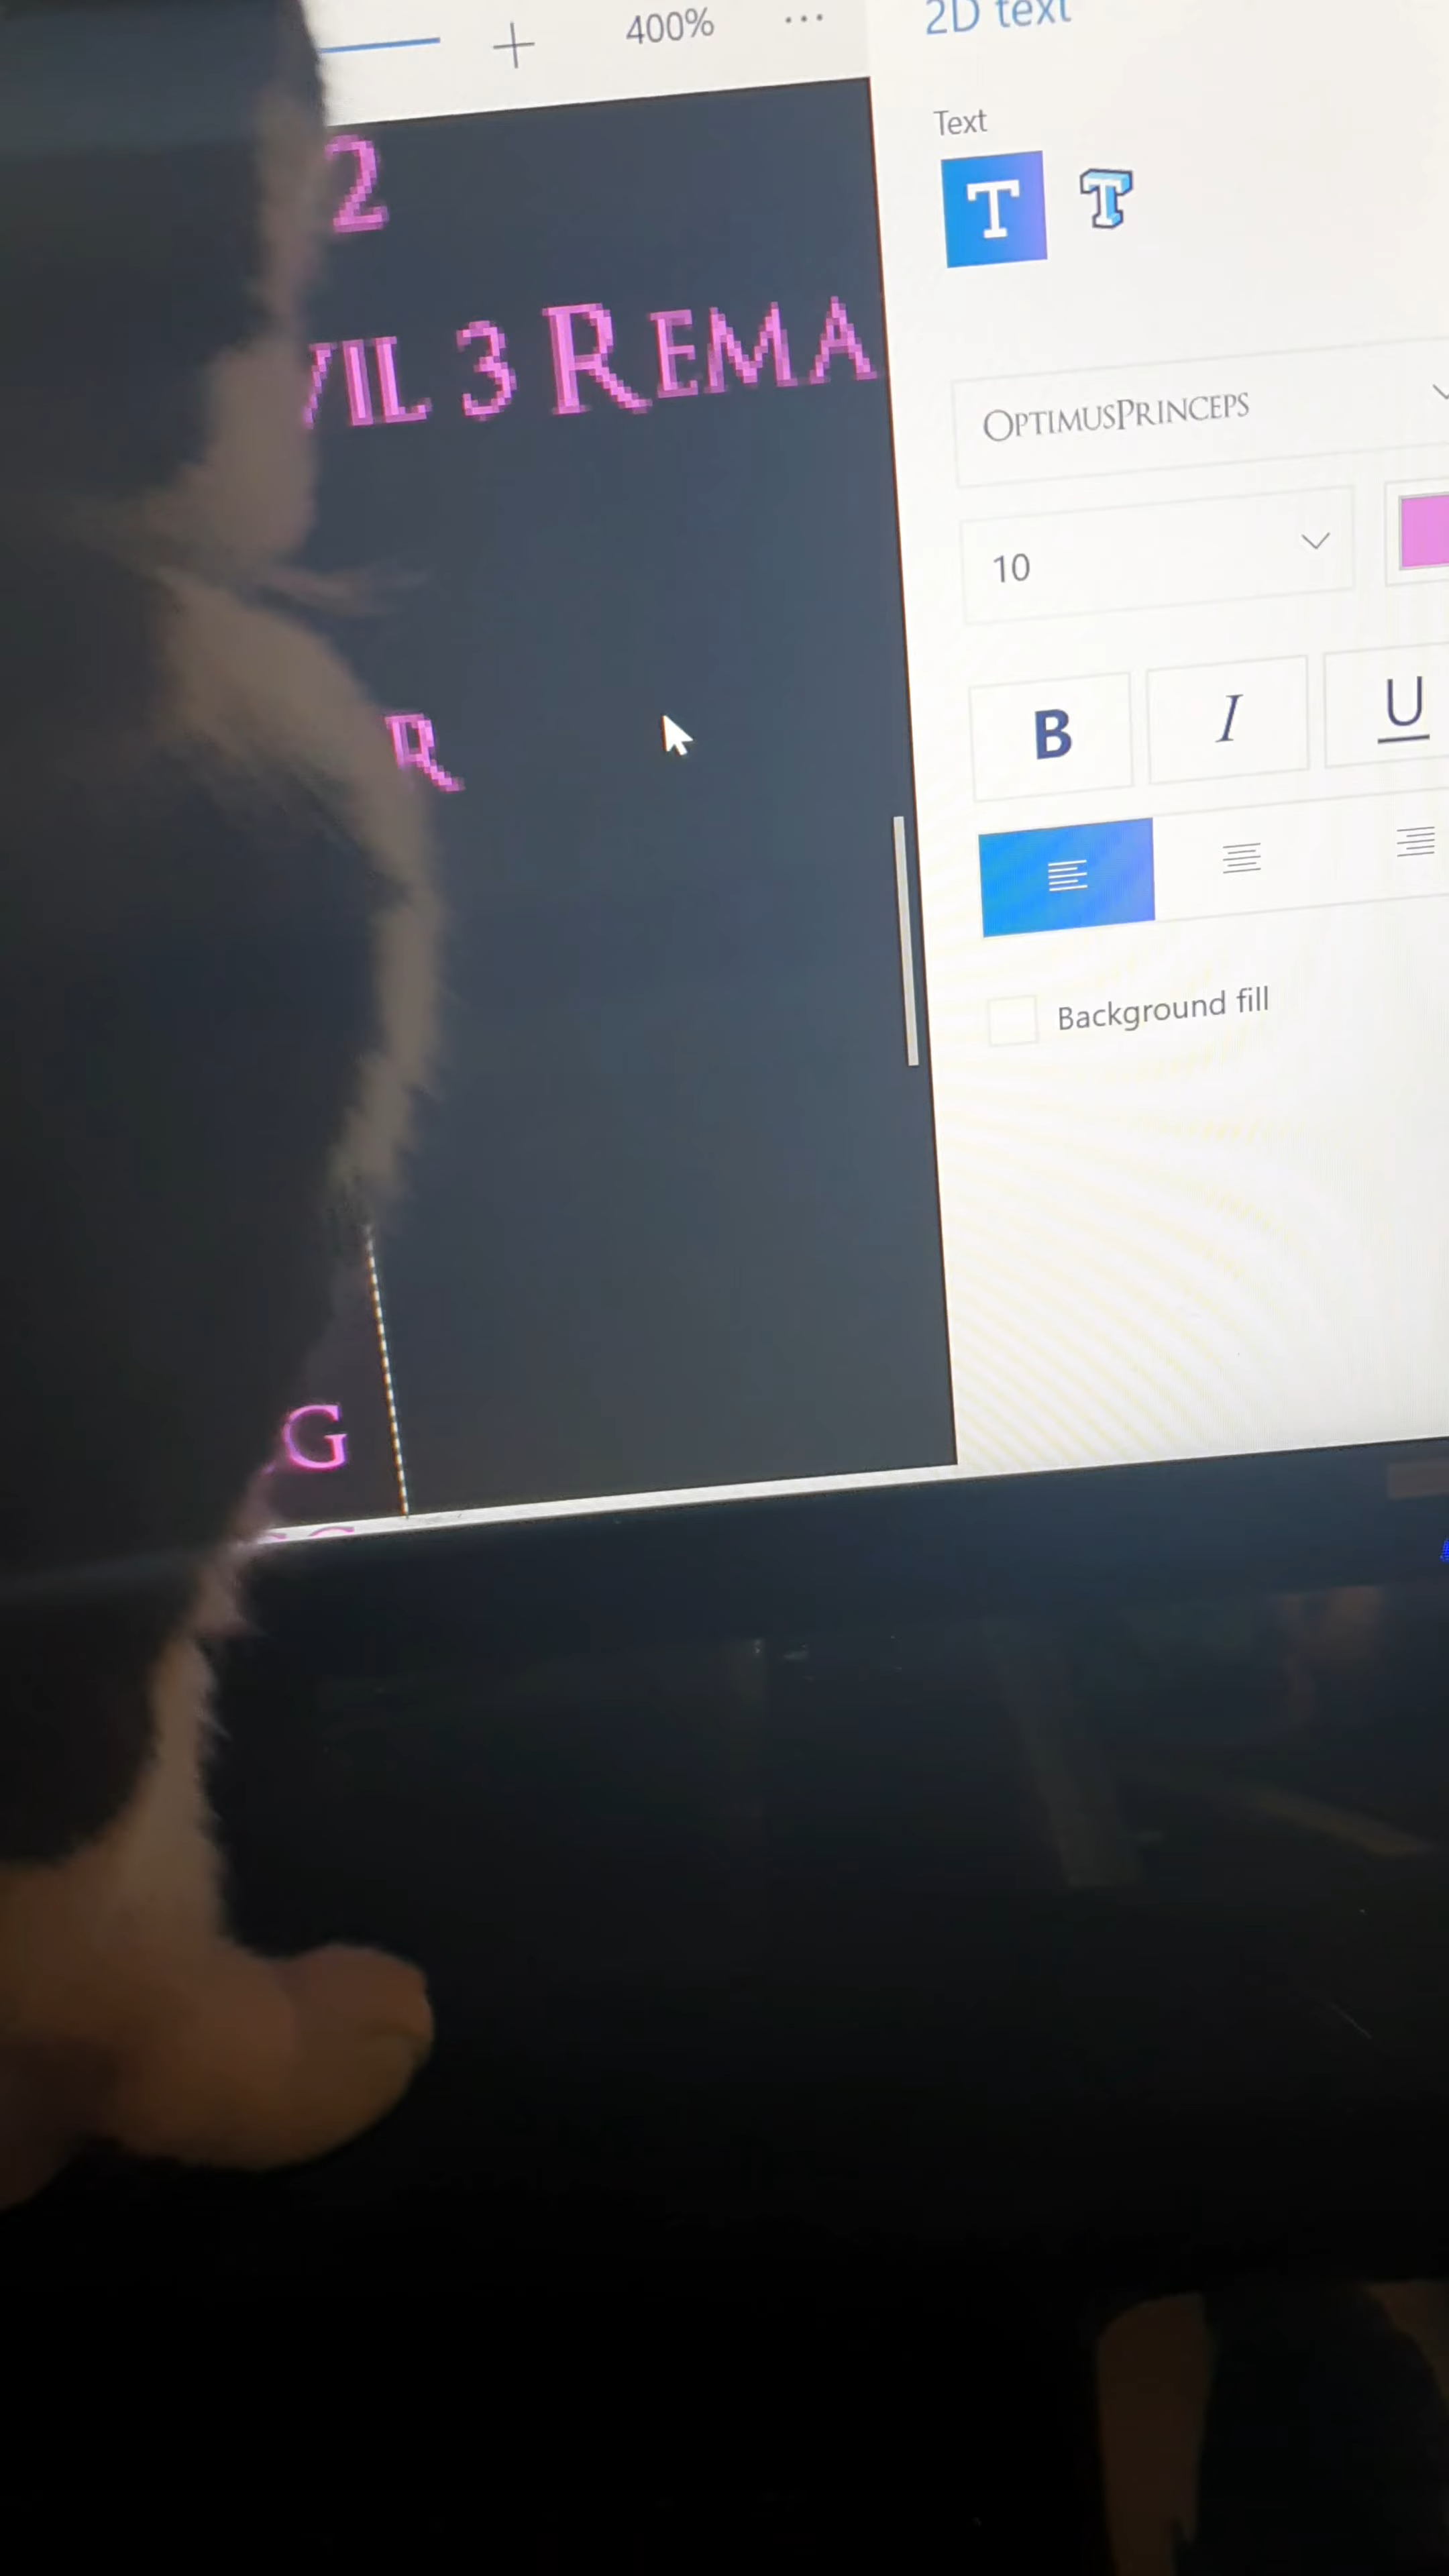 400%
2D text
Text
2
VIL 3 REMA
OPTIMUSPRINCEPS
10
R
B I U
Background fill
G